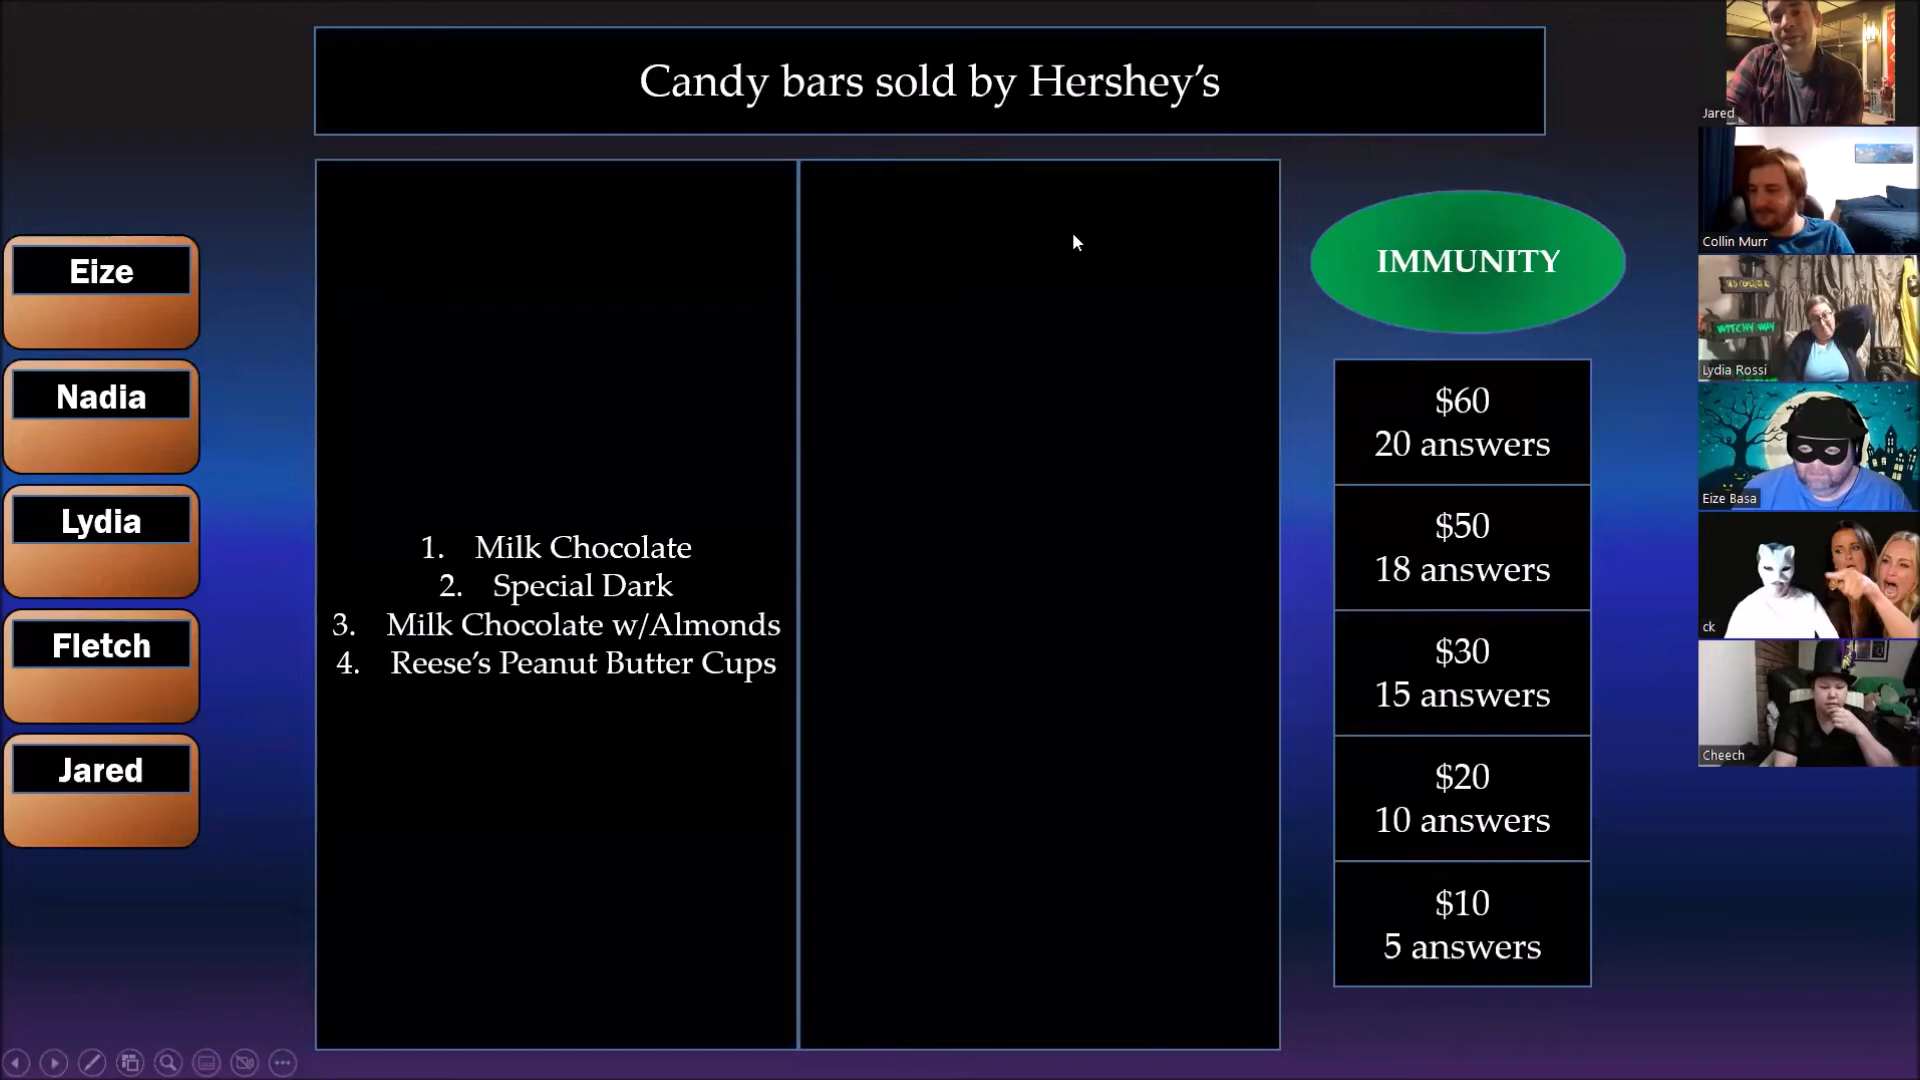 Candy bars sold by Hershey's
Eize
Nadia
Lydia
Fletch
Jared
1. Milk Chocolate
2. Special Dark
3. Milk Chocolate w/Almonds
4. Reese's Peanut Butter Cups
IMMUNITY
$60
20 answers
$50
18 answers
$30
15 answers
$20
10 answers
$10
5 answers
Jared
Collin Murr
WITCHY WAY
Lydia Rossi
Eize Basa
ck
Cheech